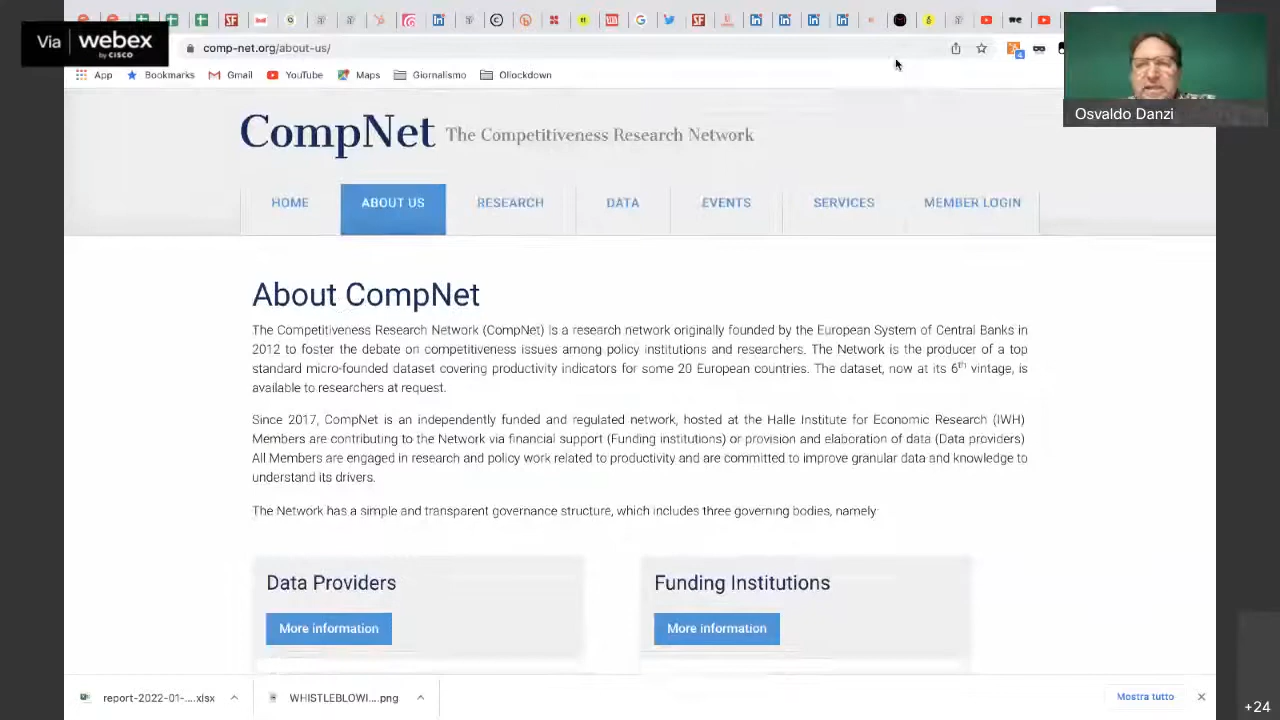 Via webex
by CISCO
comp-net.org/about-us/
4
App Bookmarks Gmail YouTube Maps Giornalismo Ollockdown
Osvaldo Danzi
CompNet The Competitiveness Research Network
HOME ABOUT US RESEARCH DATA EVENTS SERVICES MEMBER LOGIN
About CompNet
The Competitiveness Research Network (CompNet) is a research network originally founded by the European System of Central Banks in
2012 to foster the debate on competitiveness issues among policy institutions and researchers. The Network is the producer of a top
standard micro-founded dataset covering productivity indicators for some 20 European countries. The dataset, now at its 6th vintage, is
available to researchers at request.
Since 2017, CompNet is an independently funded and regulated network, hosted at the Halle Institute for Economic Research (IWH)
Members are contributing to the Network via financial support (Funding institutions) or provision and elaboration of data (Data providers)
All Members are engaged in research and policy work related to productivity and are committed to improve granular data and knowledge to
understand its drivers.
The Network has a simple and transparent governance structure, which includes three governing bodies, namely
Data Providers Funding Institutions
More information More information
report-2022-01-....xlsx WHISTLEBLOWI....png Mostra tutto
+24